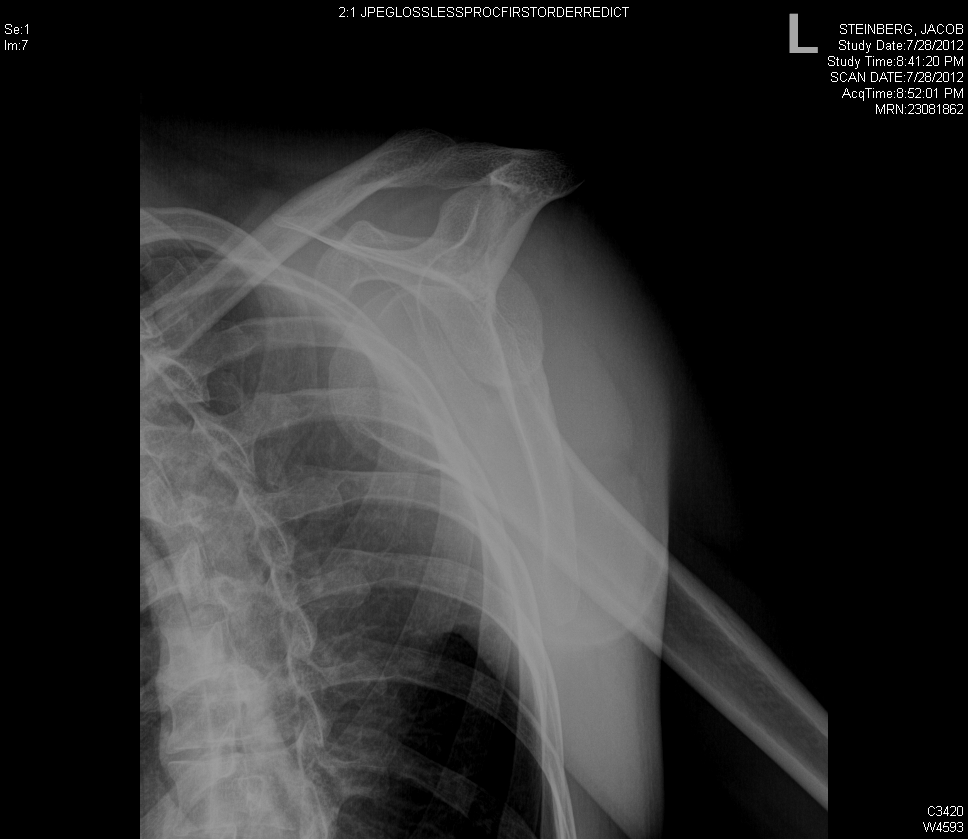 2:1 JPEGLOSSLESSPROCFIRSTORDERREDICT
Se:1
Im:7
L
STEINBERG, JACOB
Study Date:7/28/2012
Study Time:8:41:20 PM
SCAN DATE:7/28/2012
AcqTime:8:52:01 PM
MRN:23081862
C3420
W4593